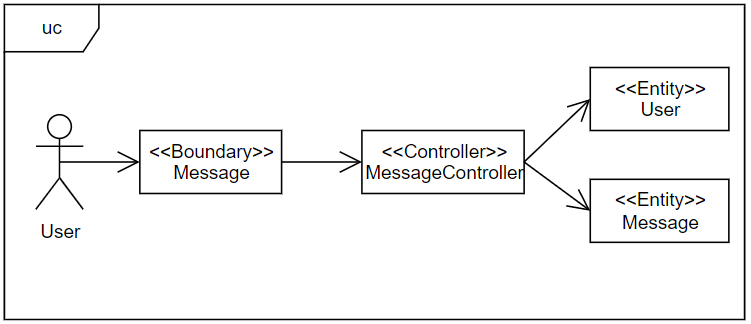 uc
User
<<Boundary>>
Message
<<Controller>>
MessageController
<<Entity>>
User
<<Entity>>
Message